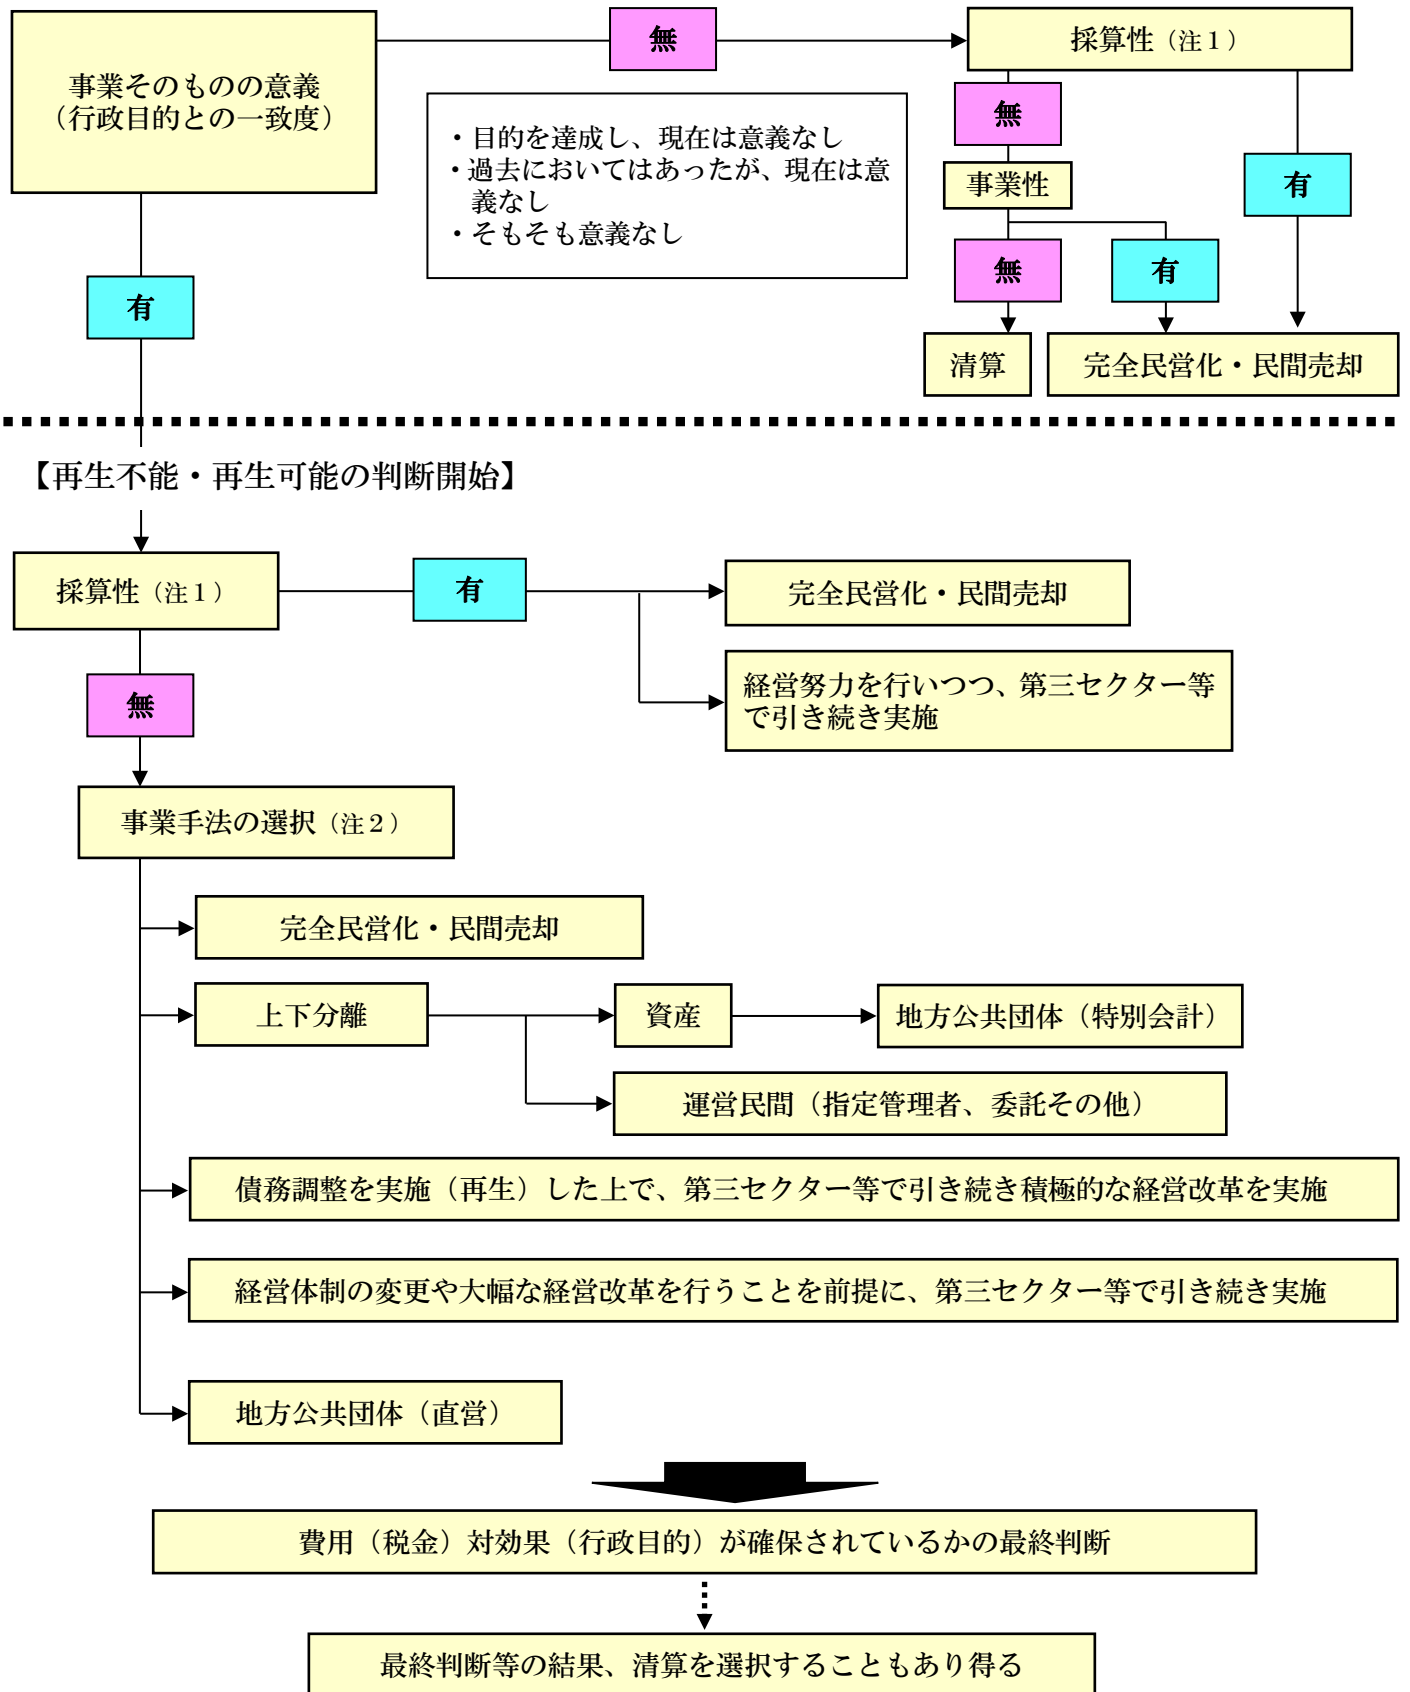 事業そのものの意義
（行政目的との一致度）
無
採算性（注１）
・目的を達成し、現在は意義なし
・過去においてはあったが、現在は意
義なし
・そもそも意義なし
無
有
事業性
無
有
清算
完全民営化・民間売却
有
【再生不能・再生可能の判断開始】
採算性（注１）
有
完全民営化・民間売却
経営努力を行いつつ、第三セクター等
で引き続き実施
無
事業手法の選択（注２）
完全民営化・民間売却
上下分離
資産
地方公共団体（特別会計）
運営民間（指定管理者、委託その他）
債務調整を実施（再生）した上で、第三セクター等で引き続き積極的な経営改革を実施
経営体制の変更や大幅な経営改革を行うことを前提に、第三セクター等で引き続き実施
地方公共団体（直営）
費用（税金）対効果（行政目的）が確保されているかの最終判断
最終判断等の結果、清算を選択することもあり得る